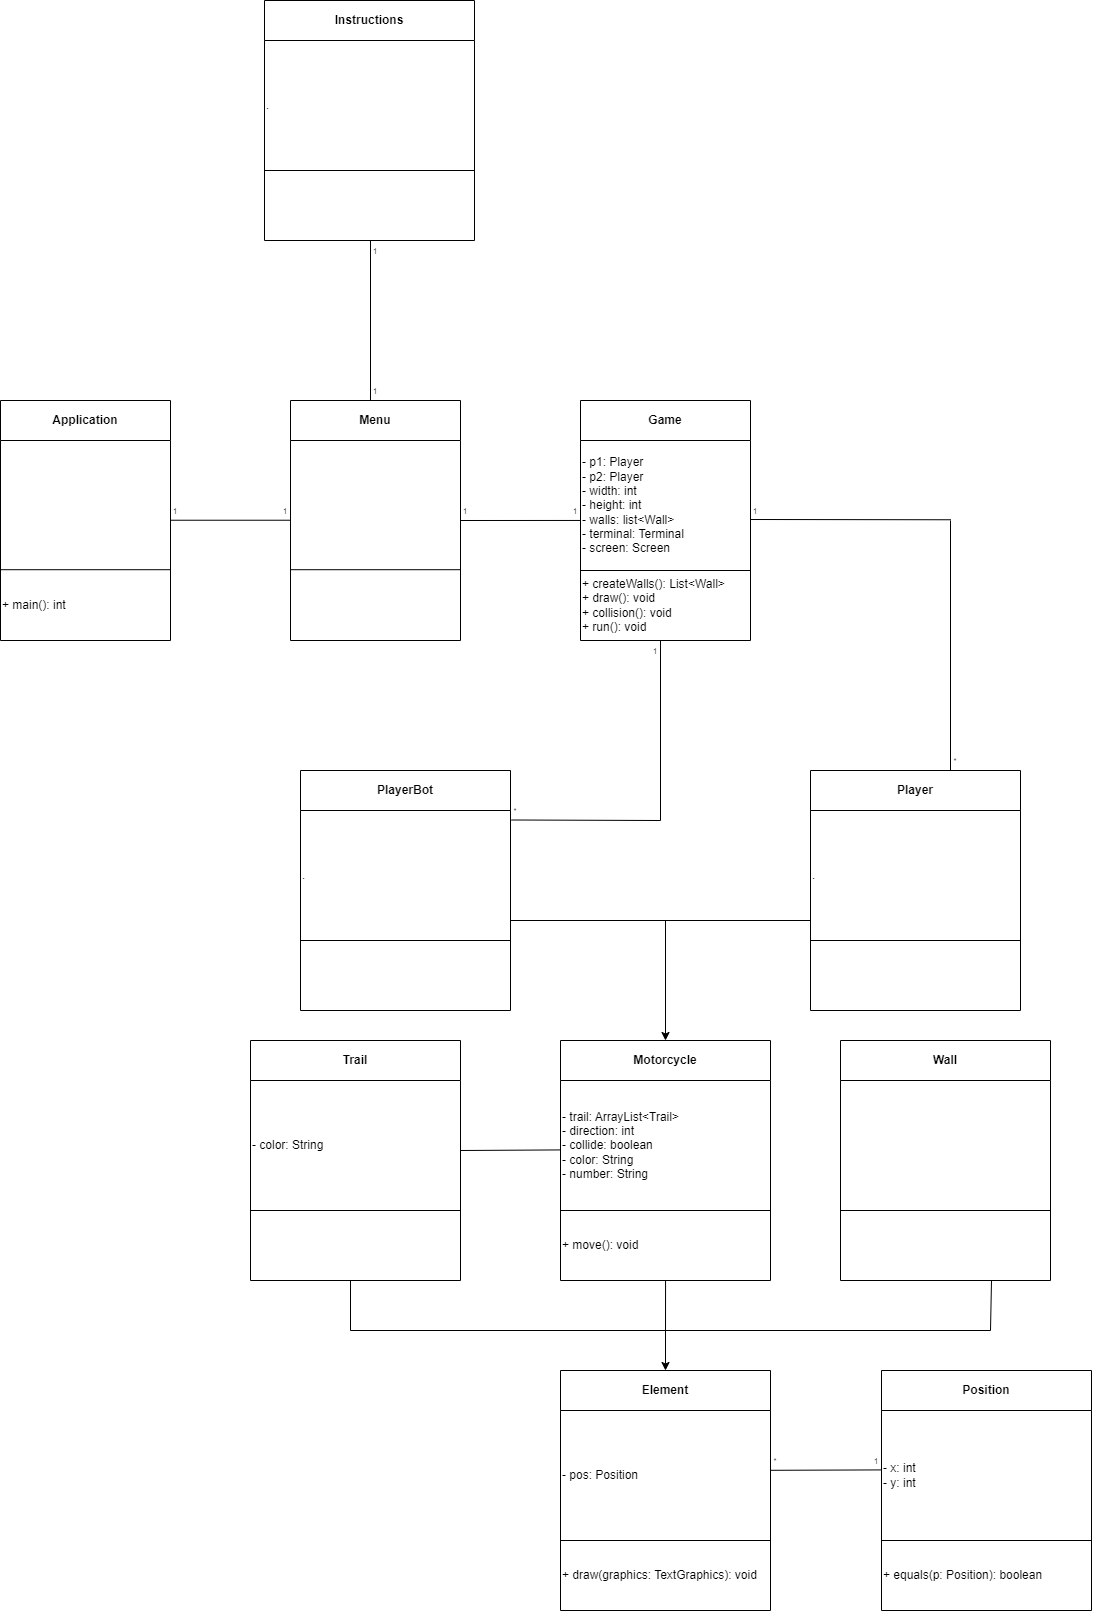 Instructions
-
1
1
Application
+ main(): int
1
1
Menu
1
1
Game
- p1: Player
- p2: Player
- width: int
- height: int
- walls: list<Wall>
- terminal: Terminal
- screen: Screen
+ createWalls(): List<Wall>
+ draw(): void
+ collision(): void
+ run(): void
1
1
*
*
PlayerBot
-
Player
-
Trail
- color: String
Motorcycle
- trail: ArrayList<Trail>
- direction: int
- collide: boolean
- color: String
- number: String
+ move(): void
Wall
Element
- pos: Position
+ draw(graphics: TextGraphics): void
*
1
Position
- x: int
- y: int
+ equals(p: Position): boolean